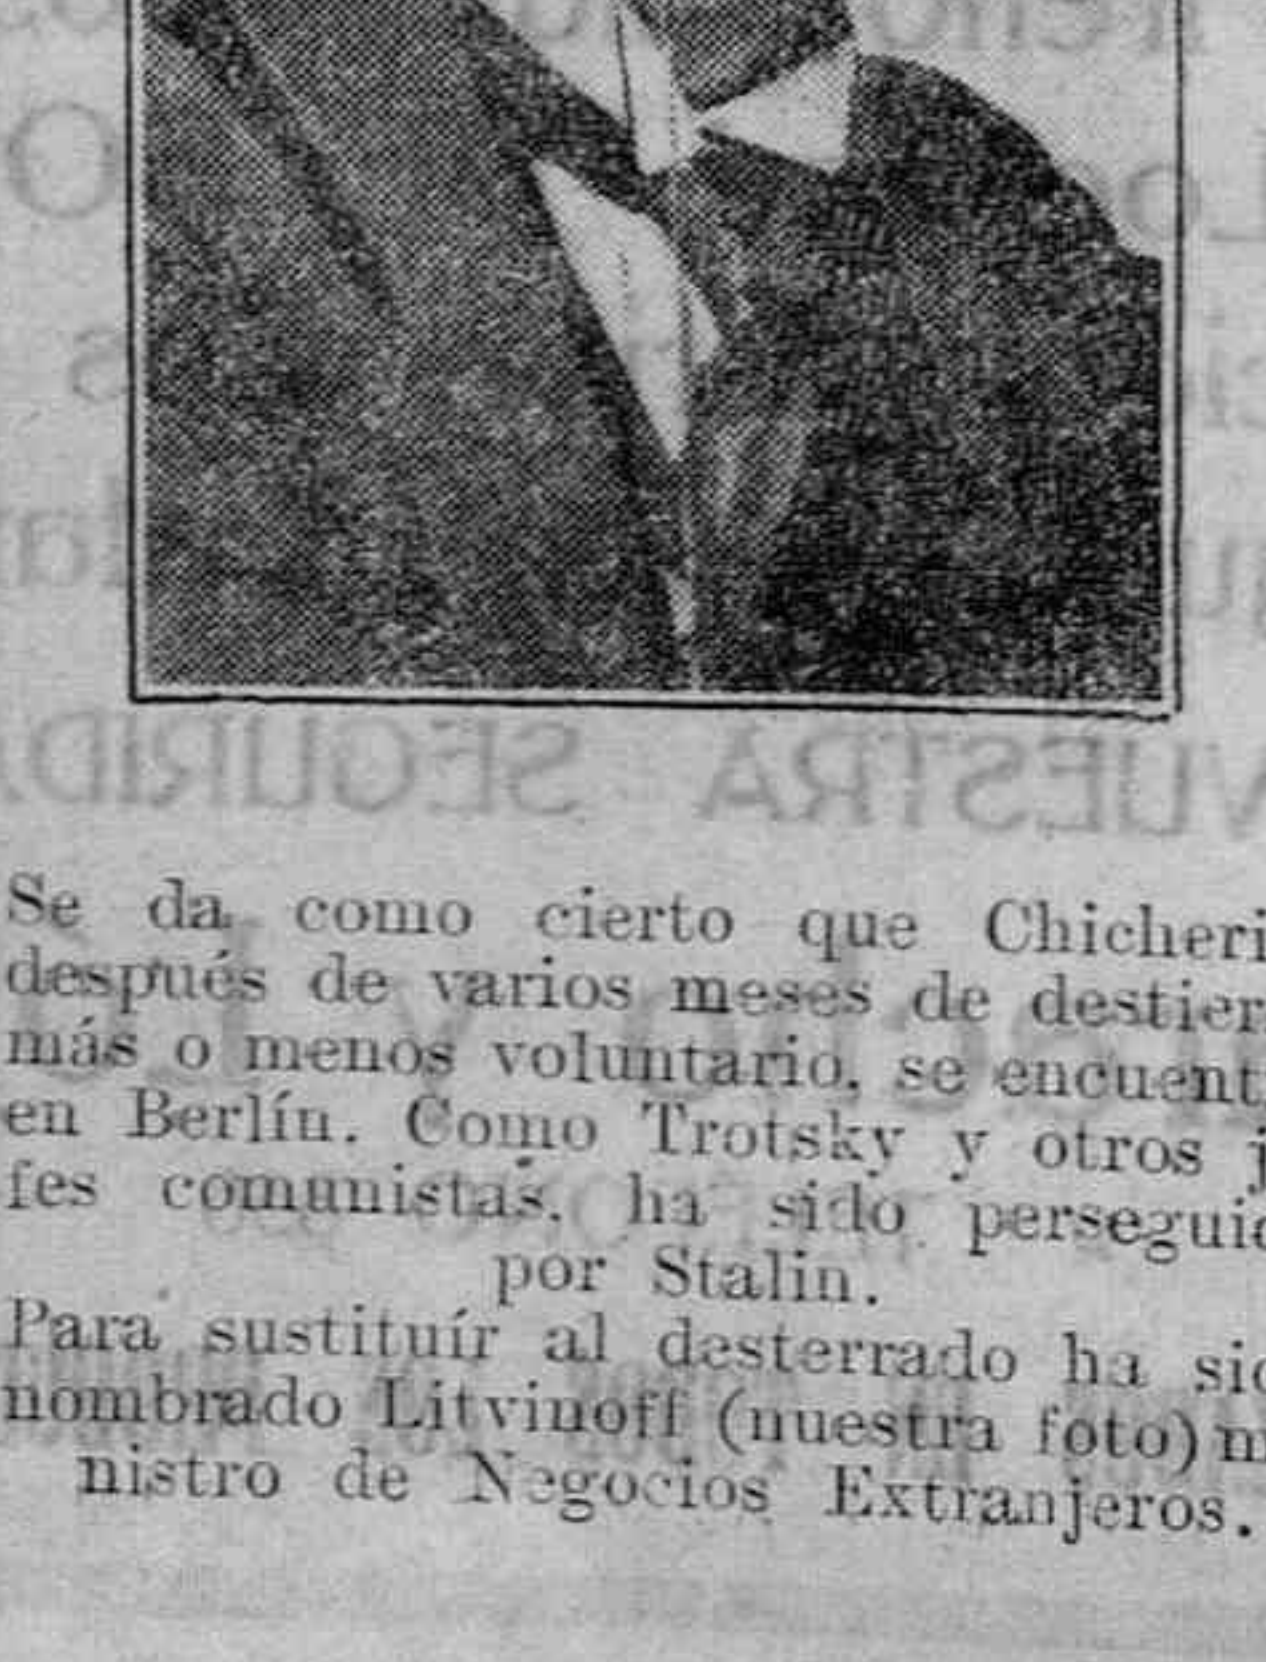 Se da como cierto que Chicheri
después de varios meses de destier
más o menos voluntario, se encuent
en Berlín. Como Trotsky y otros j
fes comunistas, ha sido perseguid
por Stalin.
Para sustituír al desterrado ha sid
nombrado Litvinoff (nuestra foto) m
nistro de Negocios Extranjeros.